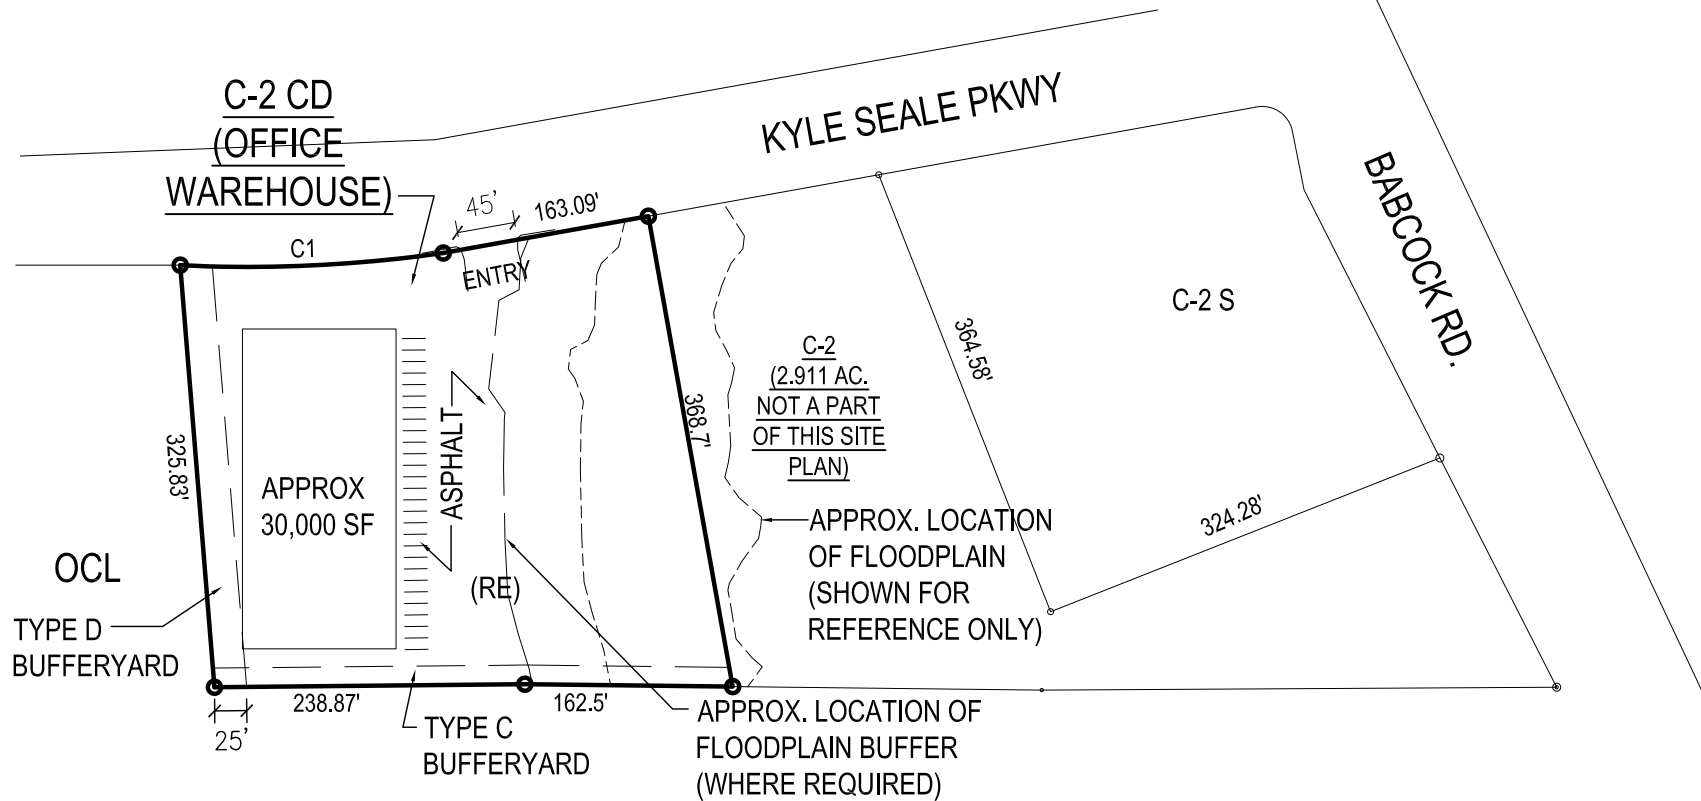 C-2 CD
(OFFICE
WAREHOUSE)
KYLE SEALE PKWY
BABCOCK RD.
45'
163.09'
C1
ENTRY
C-2 S
364.58'
C-2
(2.911 AC.
NOT A PART
OF THIS SITE
PLAN)
368.7'
325.83'
ASPHALT
APPROX
30,000 SF
324.28'
APPROX. LOCATION
OF FLOODPLAIN
(SHOWN FOR
REFERENCE ONLY)
OCL
(RE)
TYPE D
BUFFERYARD
238.87'
162.5'
25'
TYPE C
BUFFERYARD
APPROX. LOCATION OF
FLOODPLAIN BUFFER
(WHERE REQUIRED)